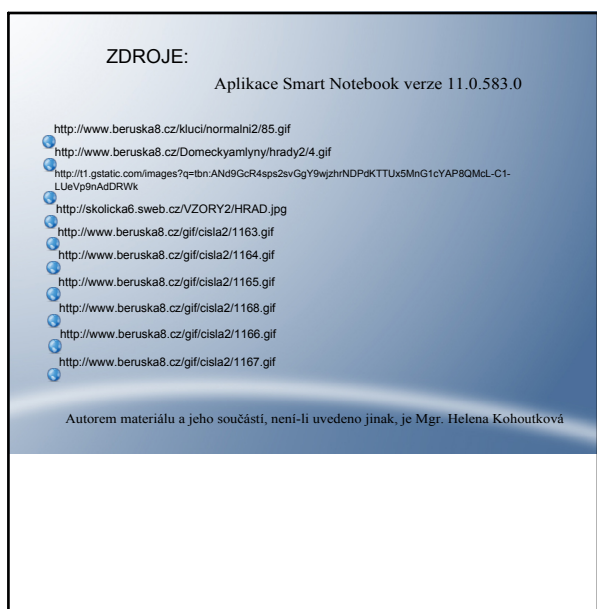 ZDROJE:
Aplikace Smart Notebook verze 11.0.583.0
http://www.beruska8.cz/kluci/normalni2/85.gif
http://www.beruska8.cz/Domeckyamlyny/hrady2/4.gif
http://t1.gstatic.com/images?q=tbn:ANd9GcR4sps2svGgY9wjzhrNDPdKTTUx5MnG1cYAP8QMcL-C1-
LUeVp9nAdDRWk
http://skolicka6.sweb.cz/VZORY2/HRAD.jpg
http://www.beruska8.cz/gif/cisla2/1163.gif
http://www.beruska8.cz/gif/cisla2/1164.gif
http://www.beruska8.cz/gif/cisla2/1165.gif
http://www.beruska8.cz/gif/cisla2/1168.gif
http://www.beruska8.cz/gif/cisla2/1166.gif
http://www.beruska8.cz/gif/cisla2/1167.gif
Autorem materiálu a jeho součástí, není-li uvedeno jinak, je Mgr. Helena Kohoutková